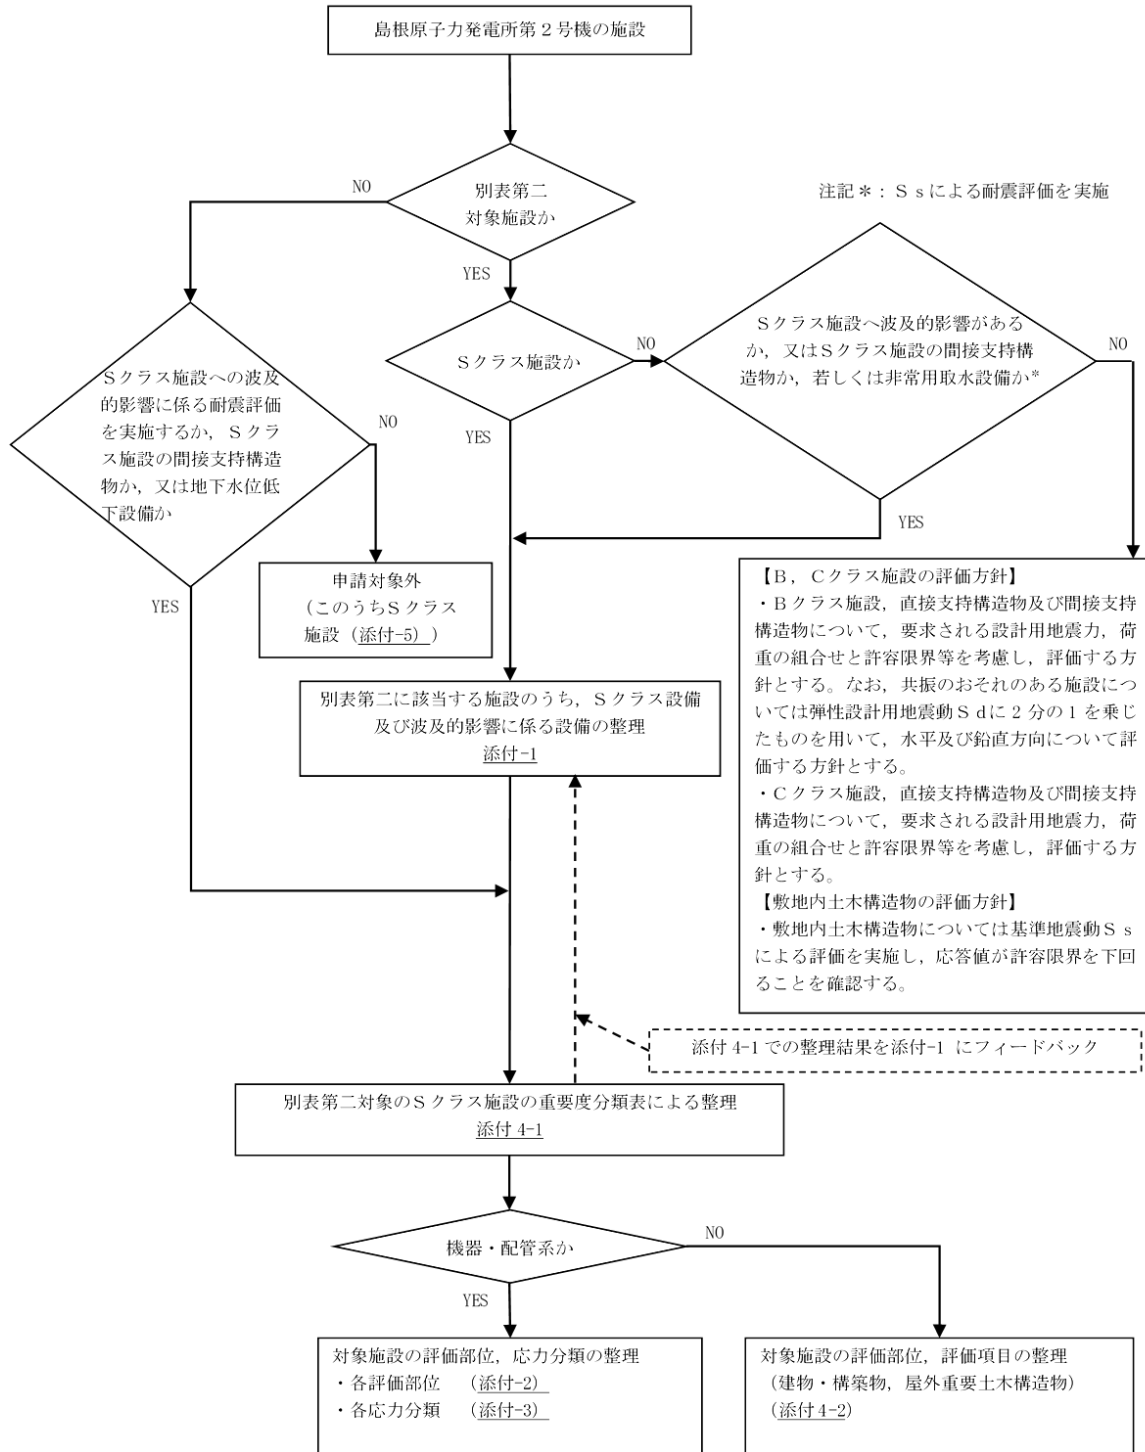 島根原子力発電所第２号機の施設
別表第二
対象施設か
NO
YES
注記＊：Ｓｓによる耐震評価を実施
Ｓクラス施設への波及
的影響に係る耐震評価
を実施するか，Ｓクラ
ス施設の間接支持構造
物か，又は地下水位低
下設備か
NO
YES
Ｓクラス施設か
NO
YES
Ｓクラス施設へ波及的影響がある
か，又はＳクラス施設の間接支持構
造物か，若しくは非常用取水設備か*
NO
YES
申請対象外
（このうちＳクラス
施設（添付-5））
【Ｂ，Ｃクラス施設の評価方針】
・Ｂクラス施設，直接支持構造物及び間接支持
構造物について，要求される設計用地震力，荷
重の組合せと許容限界等を考慮し，評価する方
針とする。なお，共振のおそれのある施設につ
いては弾性設計用地震動Ｓｄに２分の１を乗じ
たものを用いて，水平及び鉛直方向について評
価する方針とする。
・Ｃクラス施設，直接支持構造物及び間接支持
構造物について，要求される設計用地震力，荷
重の組合せと許容限界等を考慮し，評価する方
針とする。
【敷地内土木構造物の評価方針】
・敷地内土木構造物については基準地震動Ｓｓ
による評価を実施し，応答値が許容限界を下回
ることを確認する。
別表第二に該当する施設のうち，Ｓクラス設備
及び波及的影響に係る設備の整理
添付-1
添付 4-1 での整理結果を添付-1 にフィードバック
別表第二対象のＳクラス施設の重要度分類表による整理
添付 4-1
機器・配管系か
NO
YES
対象施設の評価部位，応力分類の整理
・各評価部位 （添付-2）
・各応力分類 （添付-3）
対象施設の評価部位，評価項目の整理
（建物・構築物，屋外重要土木構造物）
（添付 4-2）